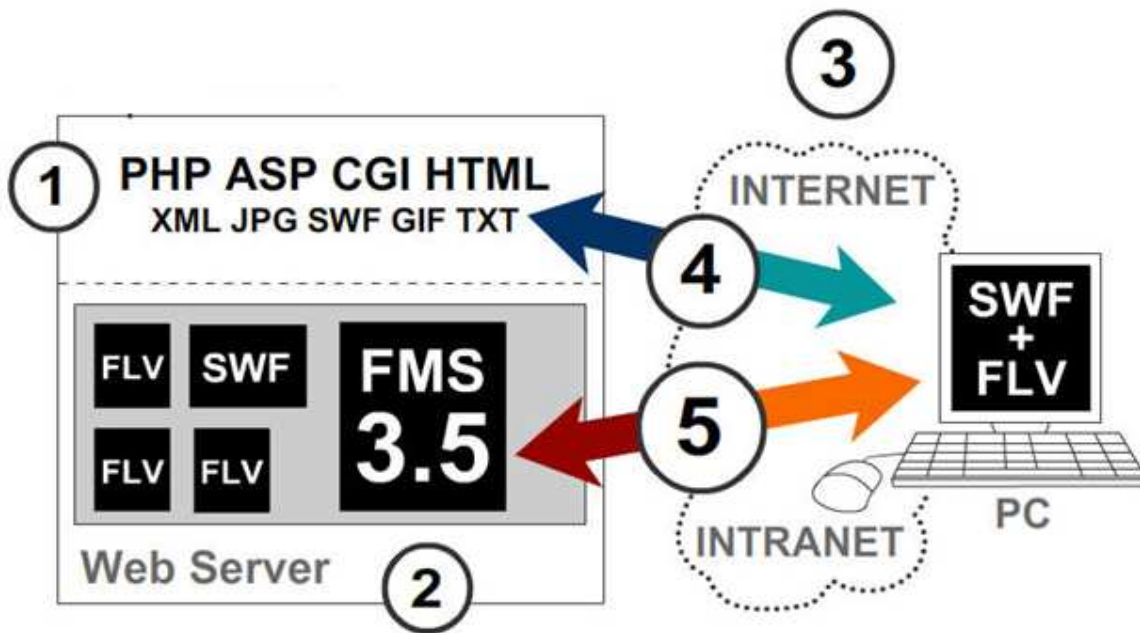 3
1
PHP ASP CGI HTML
XML JPG SWF GIF TXT
INTERNET
4
SWF
+
FLV
FLV
SWF
FMS
3.5
FLV
FLV
5
PC
INTRANET
Web Server
2